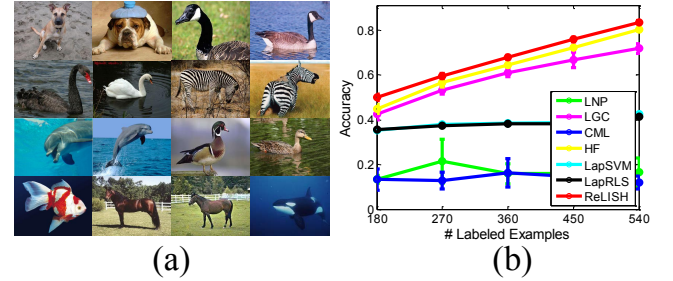 0.8
0.6
0.4
0.2
0
Accuracy
LNP
LGC
CML
HF
LapSVM
LapRLS
ReLISH
180 270 360 450 540
# Labeled Examples
(a) (b)